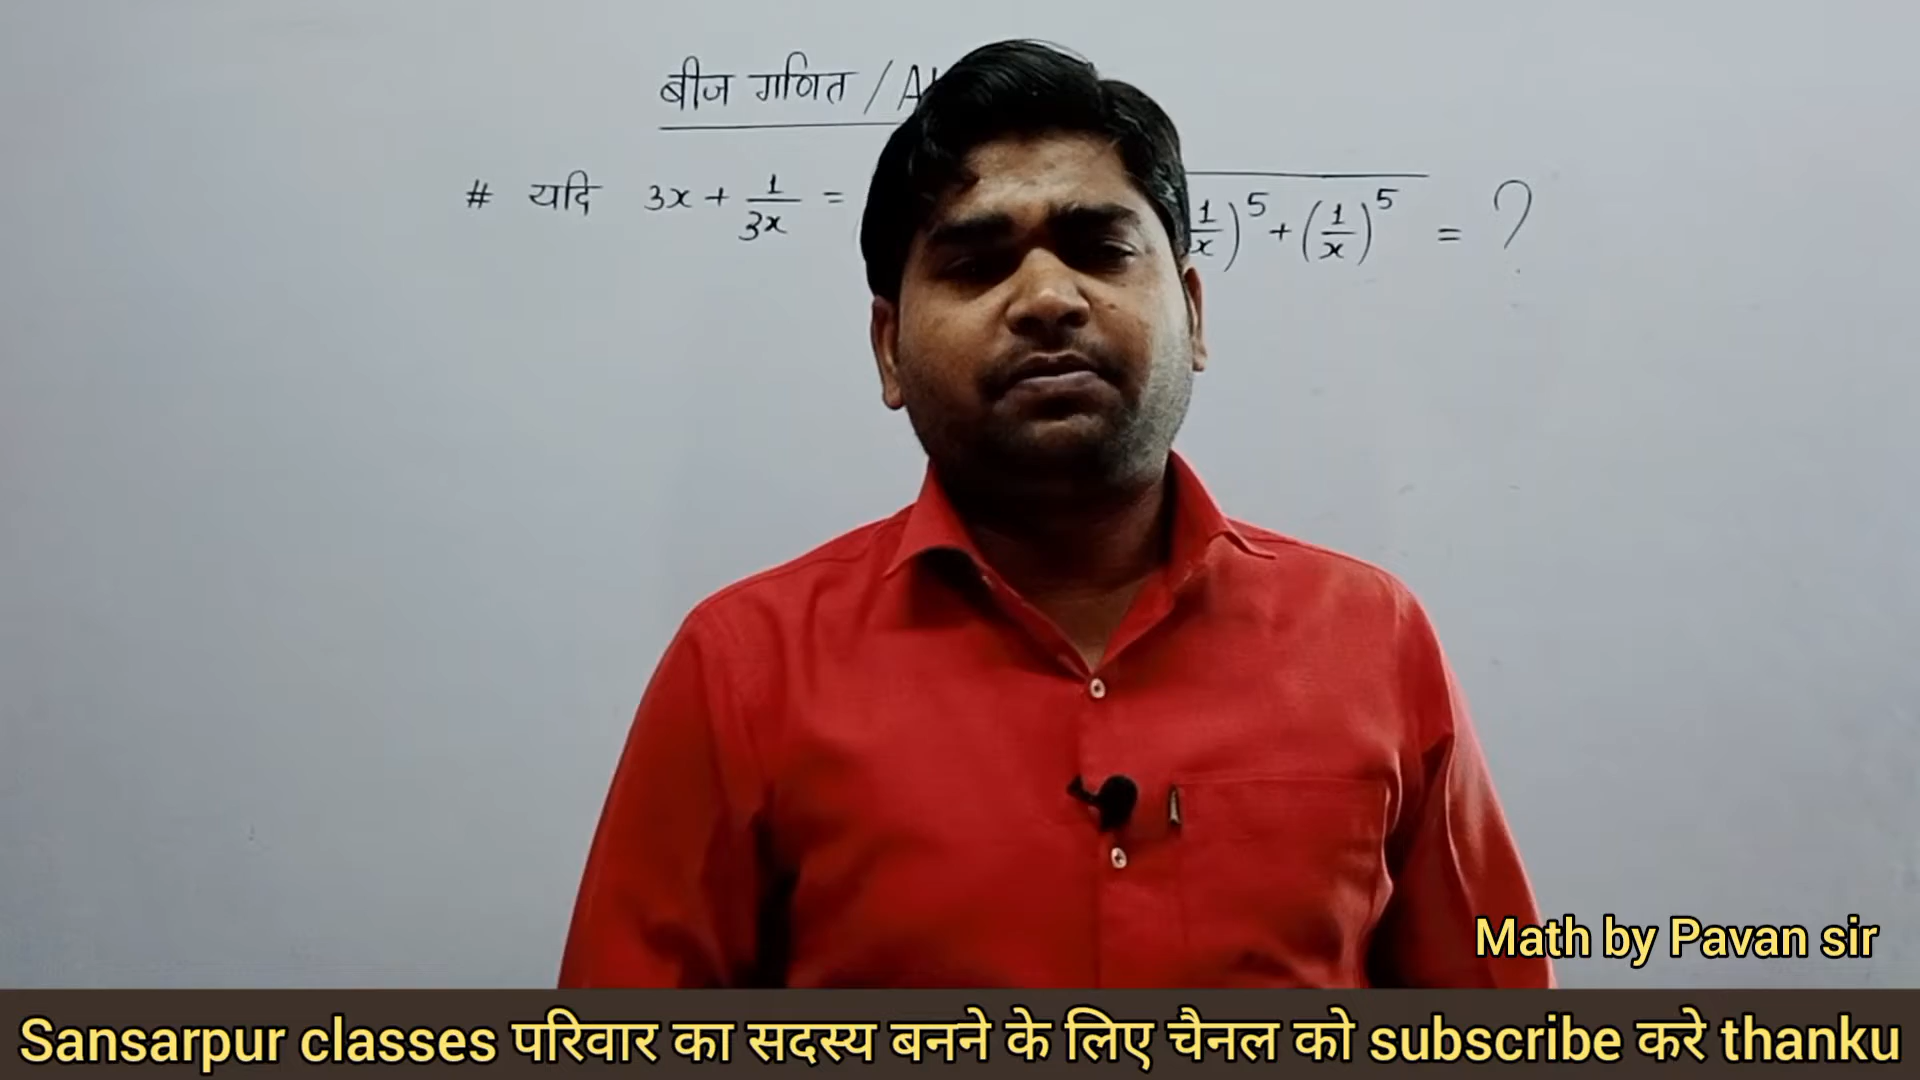 बीज गणित /
# यदि 3x + 1/3x = 1/x)^5 + (1/x)^5 = ?
Math by Pavan sir
Sansarpur classes परिवार का सदस्य बनने के लिए चैनल को subscribe करे thanku